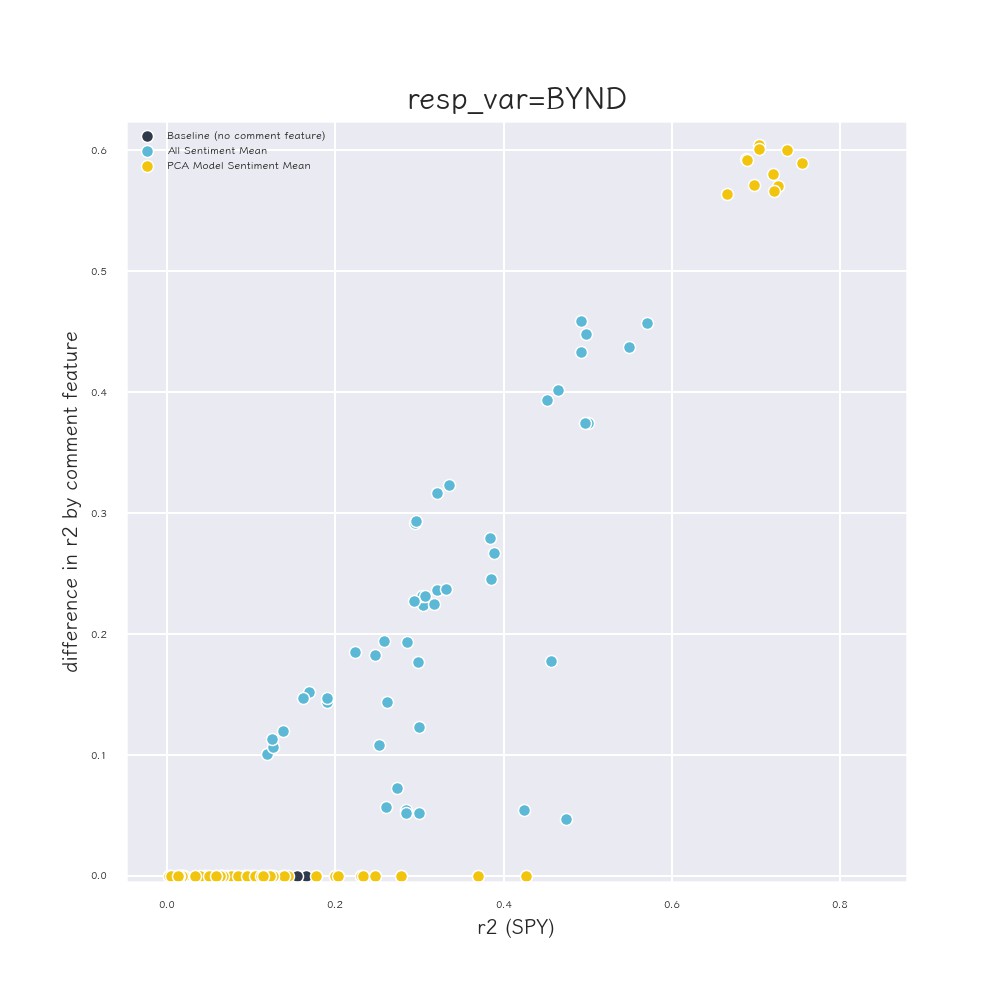 resp_var=BYND
Baseline (no comment feature)
All Sentiment Mean
PCA Model Sentiment Mean
difference in r2 by comment feature
0.6
0.5
0.4
0.3
0.2
0.1
0.0
0.0 0.2 0.4 0.6 0.8
r2 (SPY)